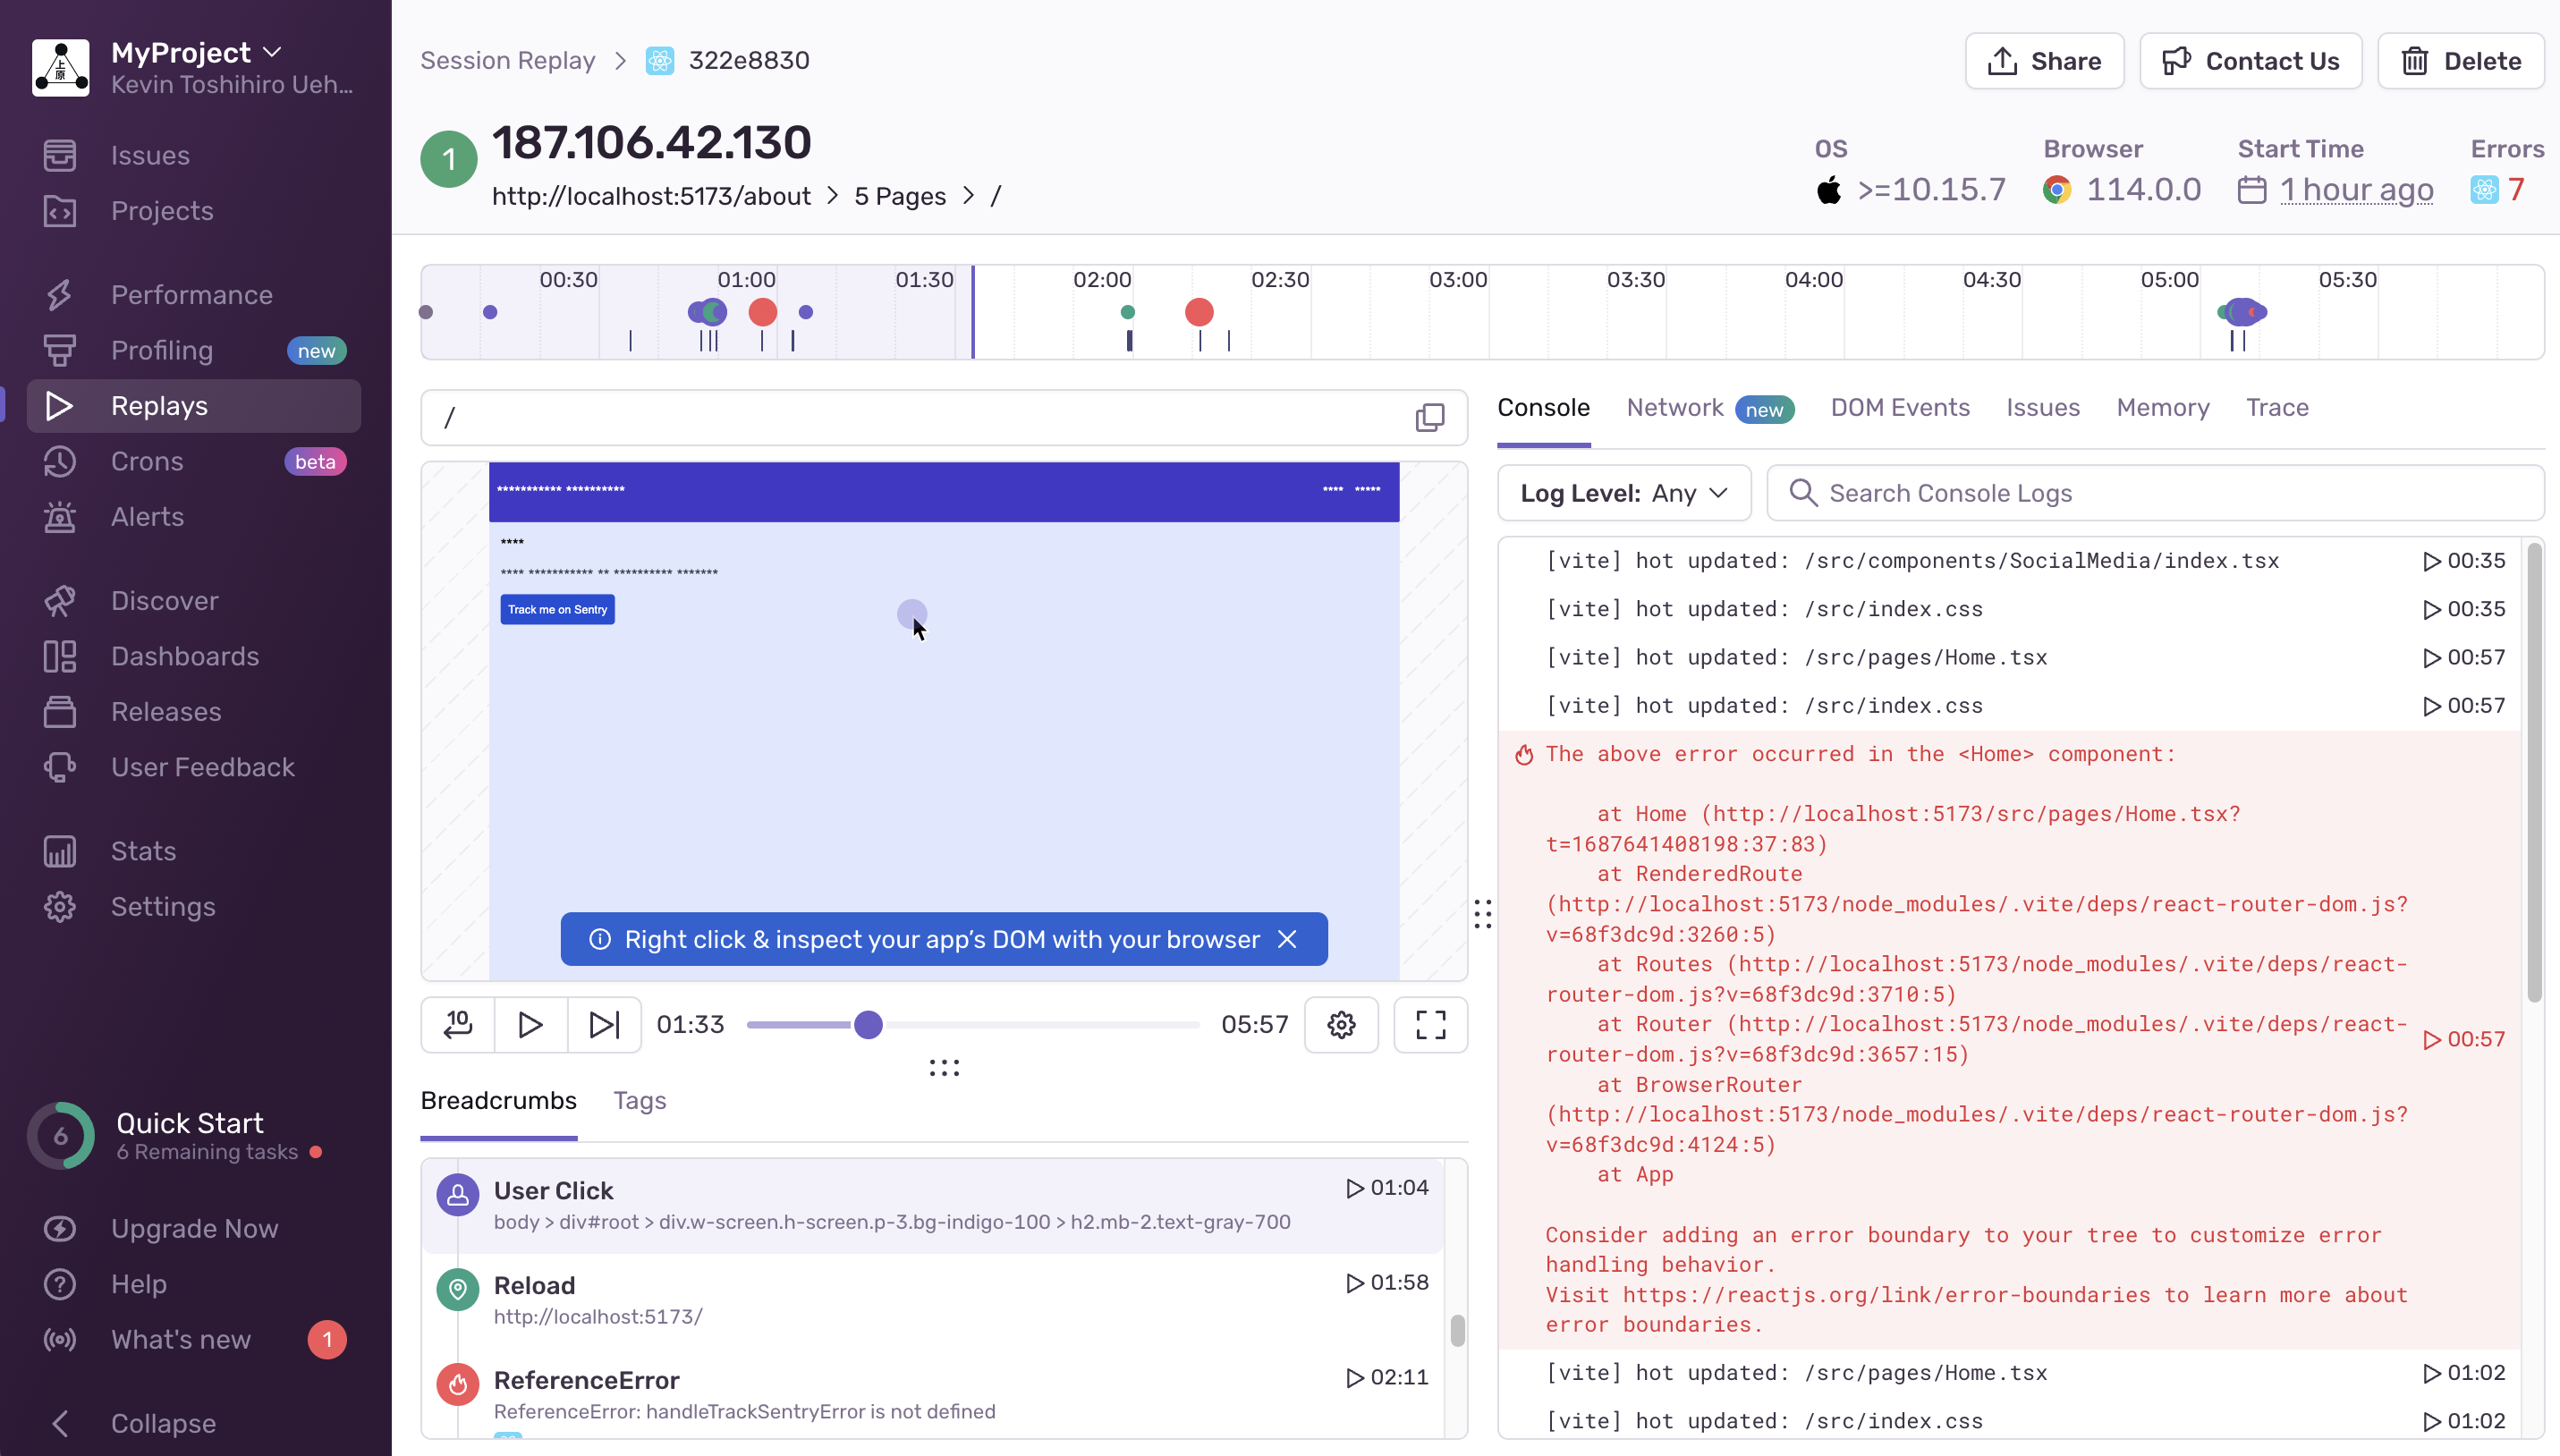 上
原
MyProject
Kevin Toshihiro Ueh...
Issues
Projects
Performance
Profiling new
Replays
Crons beta
Alerts
Discover
Dashboards
Releases
User Feedback
Stats
Settings
6
Quick Start
6 Remaining tasks
Upgrade Now
Help
What's new 1
Collapse
Session Replay 322e8830
Share
Contact Us
Delete
1
187.106.42.130
http://localhost:5173/about > 5 Pages > /
OS
>=10.15.7
Browser
114.0.0
Start Time
1 hour ago
Errors
7
00:30 01:00 01:30 02:00 02:30 03:00 03:30 04:00 04:30 05:00 05:30
/
*********** **********
**** *****
****
**** *********** ** ********** *******
Track me on Sentry
Right click & inspect your app's DOM with your browser
10
01:33
05:57
Breadcrumbs Tags
User Click 01:04
body > div#root > div.w-screen.h-screen.p-3.bg-indigo-100 > h2.mb-2.text-gray-700
Reload 01:58
http://localhost:5173/
ReferenceError 02:11
ReferenceError: handleTrackSentryError is not defined
Console Network new DOM Events Issues Memory Trace
Log Level: Any
Search Console Logs
[vite] hot updated: /src/components/SocialMedia/index.tsx 00:35
[vite] hot updated: /src/index.css 00:35
[vite] hot updated: /src/pages/Home.tsx 00:57
[vite] hot updated: /src/index.css 00:57
The above error occurred in the <Home> component:
at Home (http://localhost:5173/src/pages/Home.tsx?
t=1687641408198:37:83)
at RenderedRoute
(http://localhost:5173/node_modules/.vite/deps/react-router-dom.js?
v=68f3dc9d:3260:5)
at Routes (http://localhost:5173/node_modules/.vite/deps/react-
router-dom.js?v=68f3dc9d:3710:5)
at Router (http://localhost:5173/node_modules/.vite/deps/react-
router-dom.js?v=68f3dc9d:3657:15)
00:57
at BrowserRouter
(http://localhost:5173/node_modules/.vite/deps/react-router-dom.js?
v=68f3dc9d:4124:5)
at App
Consider adding an error boundary to your tree to customize error
handling behavior.
Visit https://reactjs.org/link/error-boundaries to learn more about
error boundaries.
[vite] hot updated: /src/pages/Home.tsx 01:02
[vite] hot updated: /src/index.css 01:02